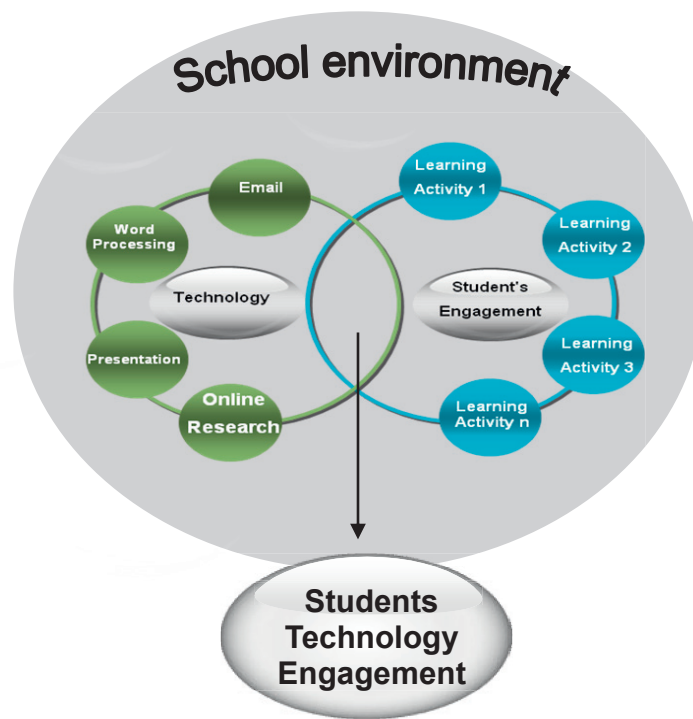 School environment
Email
Word
Processing
Technology
Presentation
Online
Research
Learning
Activity 1
Learning
Activity 2
Student's
Engagement
Learning
Activity 3
Learning
Activity n
Students
Technology
Engagement